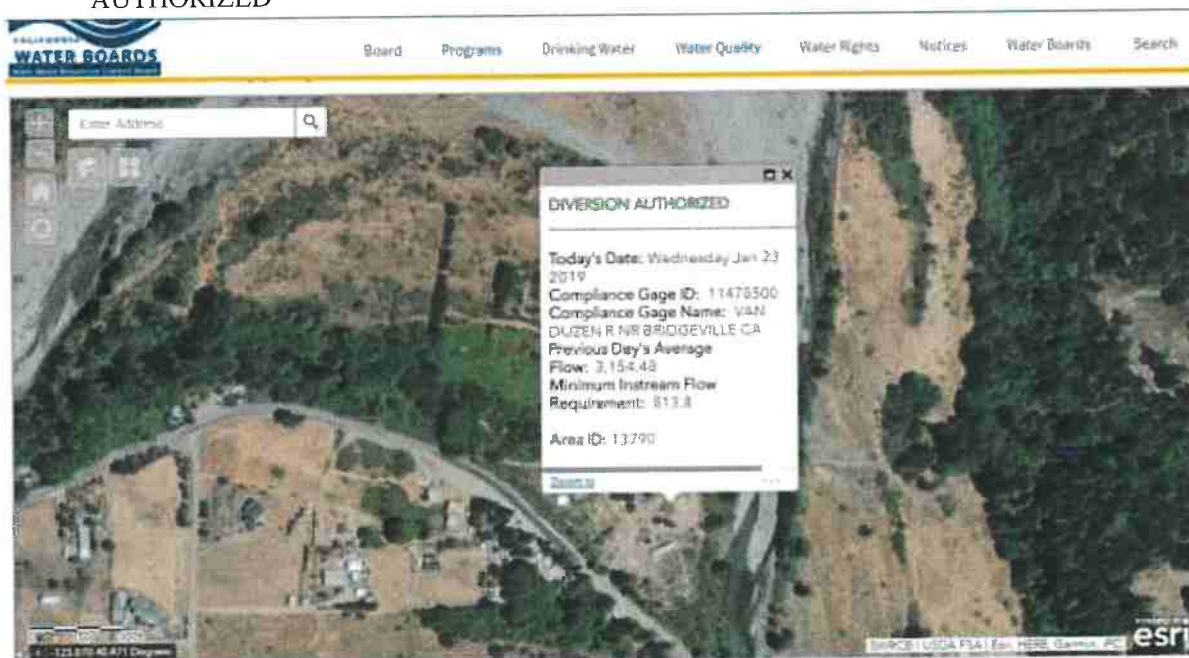 AUTHORIZED
CALIFORNIA
WATER BOARDS
Board Programs Drinking Water Water Quality Water Rights Notices Water Boards Search
Enter Address
DIVERSION AUTHORIZED
Today's Date: Wednesday Jan 23
2019
Compliance Gage ID: 11478500
Compliance Gage Name: VAN
DUZEN R NR BRIDGEVILLE CA
Previous Day's Average
Flow: 3,154.48
Minimum Instream Flow
Requirement: 813.8
Area ID: 13790
Zoom to
esri